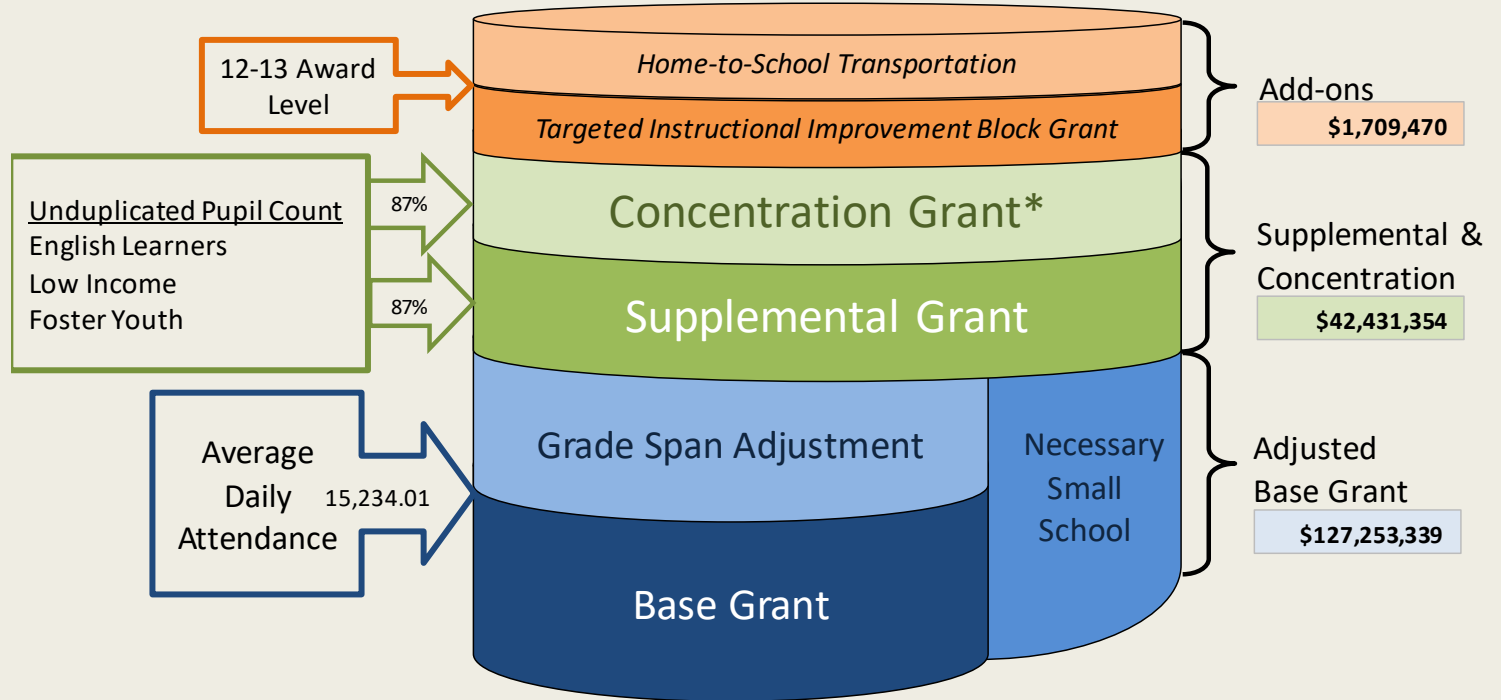 12-13 Award
Level
Home-to-School Transportation
Targeted Instructional Improvement Block Grant
Add-ons
$1,709,470
Unduplicated Pupil Count
English Learners
Low Income
Foster Youth
87%
87%
Concentration Grant*
Supplemental Grant
Supplemental &
Concentration
$42,431,354
Average
Daily
Attendance
15,234.01
Grade Span Adjustment
Base Grant
Necessary
Small
School
Adjusted
Base Grant
$127,253,339